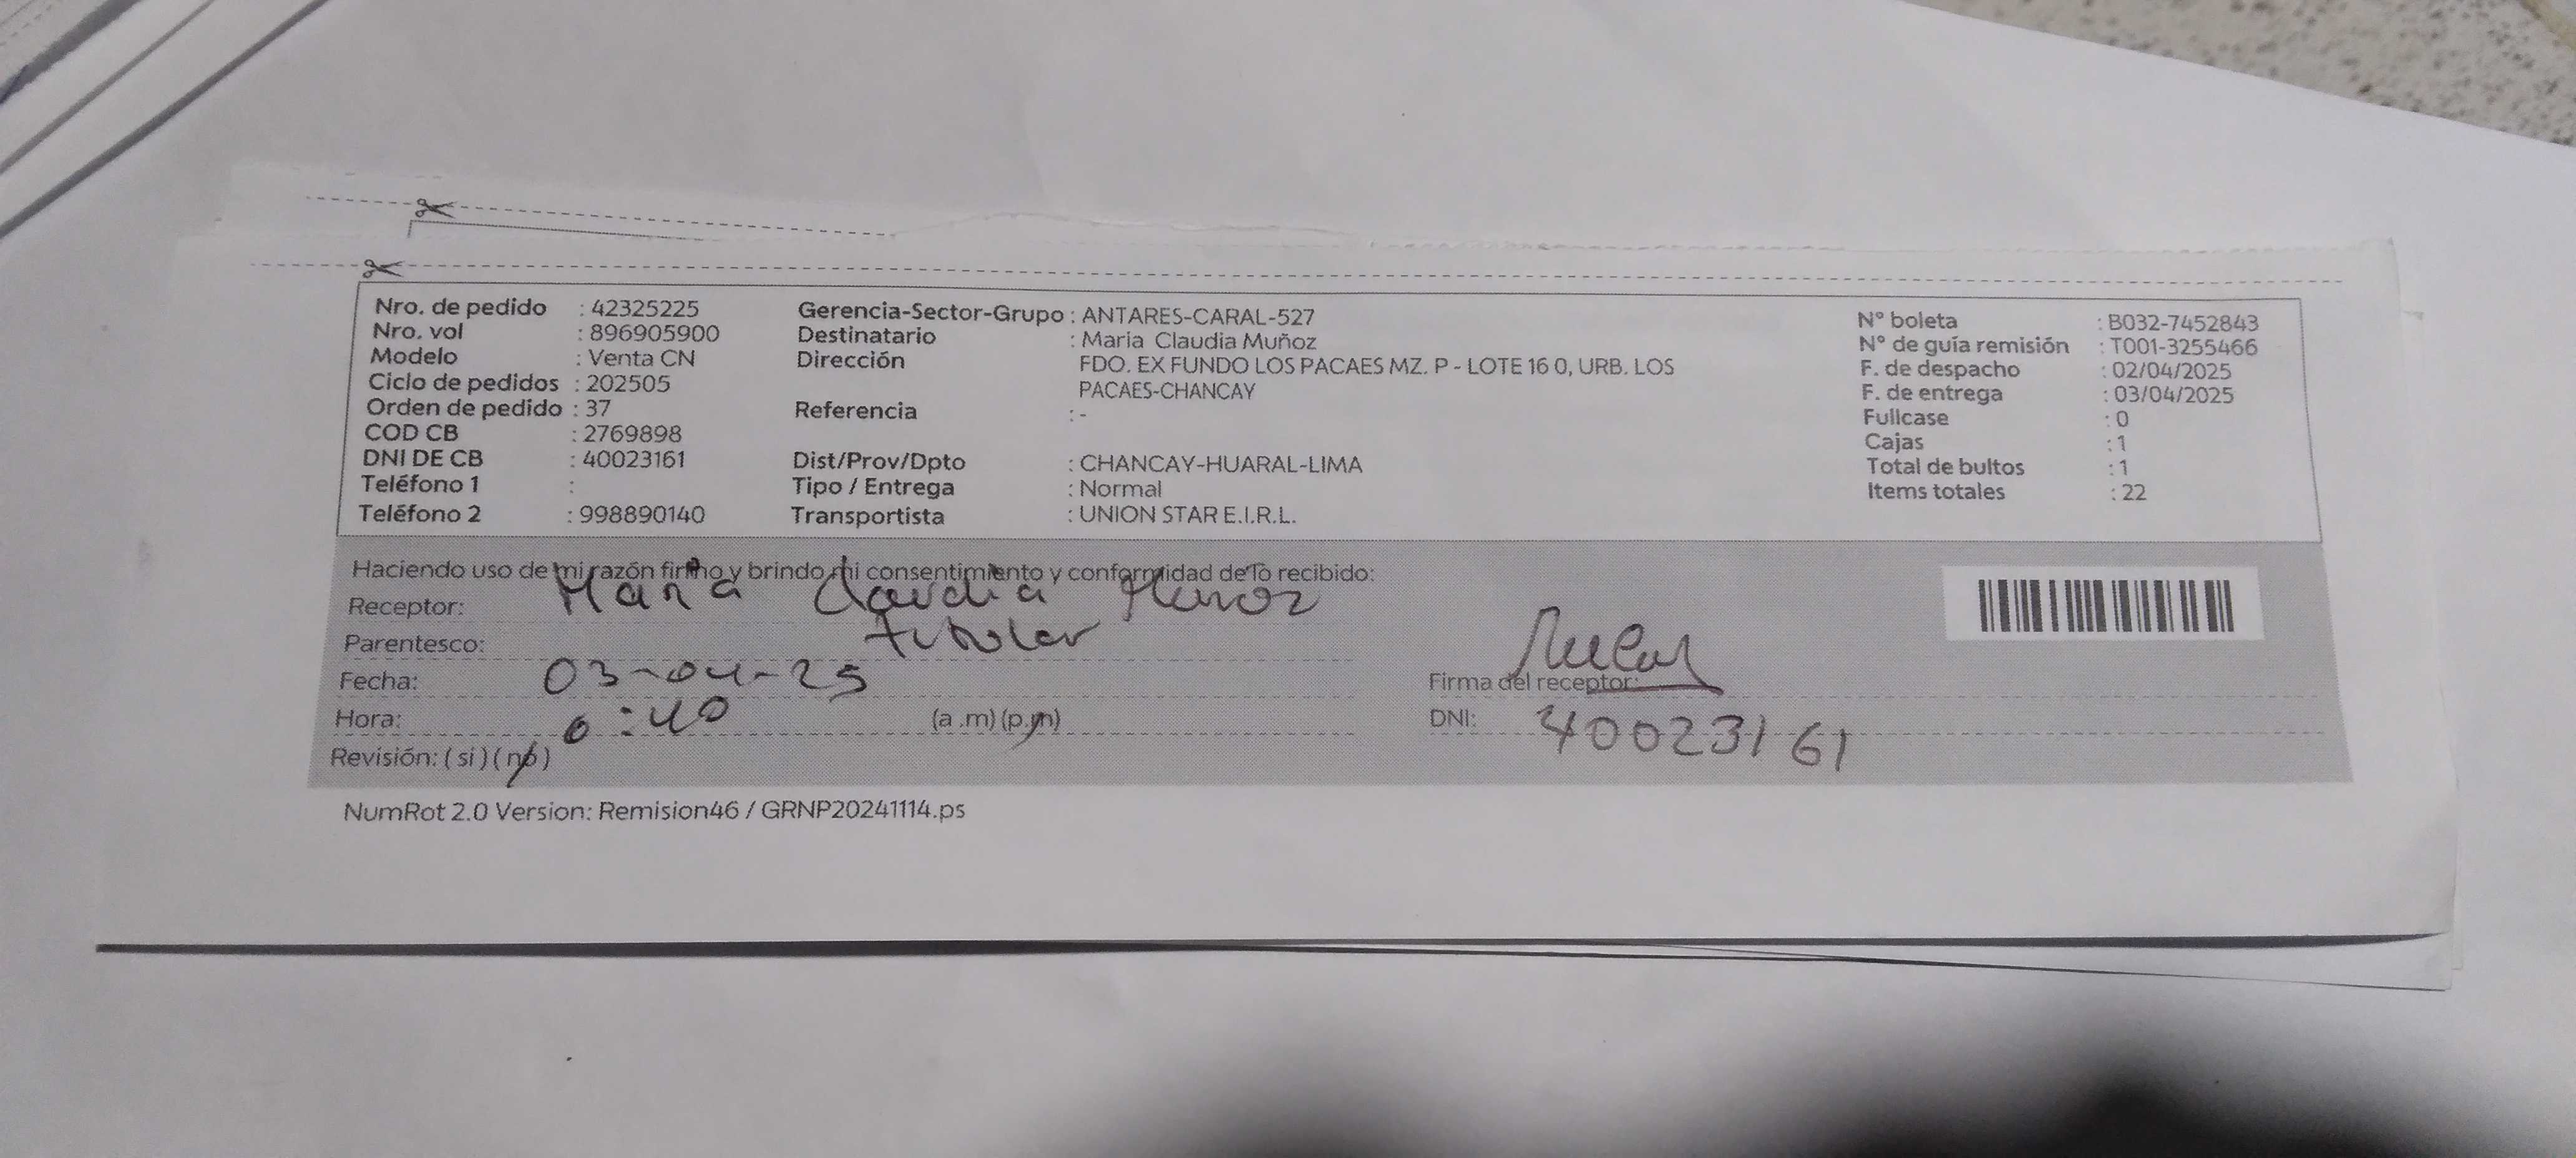 Nro. de pedido : 42325225
Nro. vol : 896905900
Modelo : Venta CN
Ciclo de pedidos : 202505
Orden de pedido : 37
COD CB : 2769898
DNI DE CB : 40023161
Teléfono 1 :
Teléfono 2 : 998890140
Gerencia-Sector-Grupo : ANTARES-CARAL-527
Destinatario : Maria Claudia Muñoz
Dirección FDO. EX FUNDO LOS PACAES MZ. P - LOTE 16 0, URB. LOS
PACAES-CHANCAY
Referencia : -
Dist/Prov/Dpto : CHANCAY-HUARAL-LIMA
Tipo / Entrega : Normal
Transportista : UNION STAR E.I.R.L.
N° boleta : B032-7452843
N° de guía remisión : T001-3255466
F. de despacho : 02/04/2025
F. de entrega : 03/04/2025
Fullcase : 0
Cajas : 1
Total de bultos : 1
Items totales : 22
Haciendo uso de mi razón firmo y brindo mi consentimiento y conformidad de lo recibido:
Receptor: Maria Claudia Munoz
Parentesco: titular
Fecha: 03-04-25
Hora: 6:40 (a .m) (p.m)
Revisión: ( si ) ( no )
Firma del receptor:
DNI: 40023161
NumRot 2.0 Version: Remision46 / GRNP20241114.ps